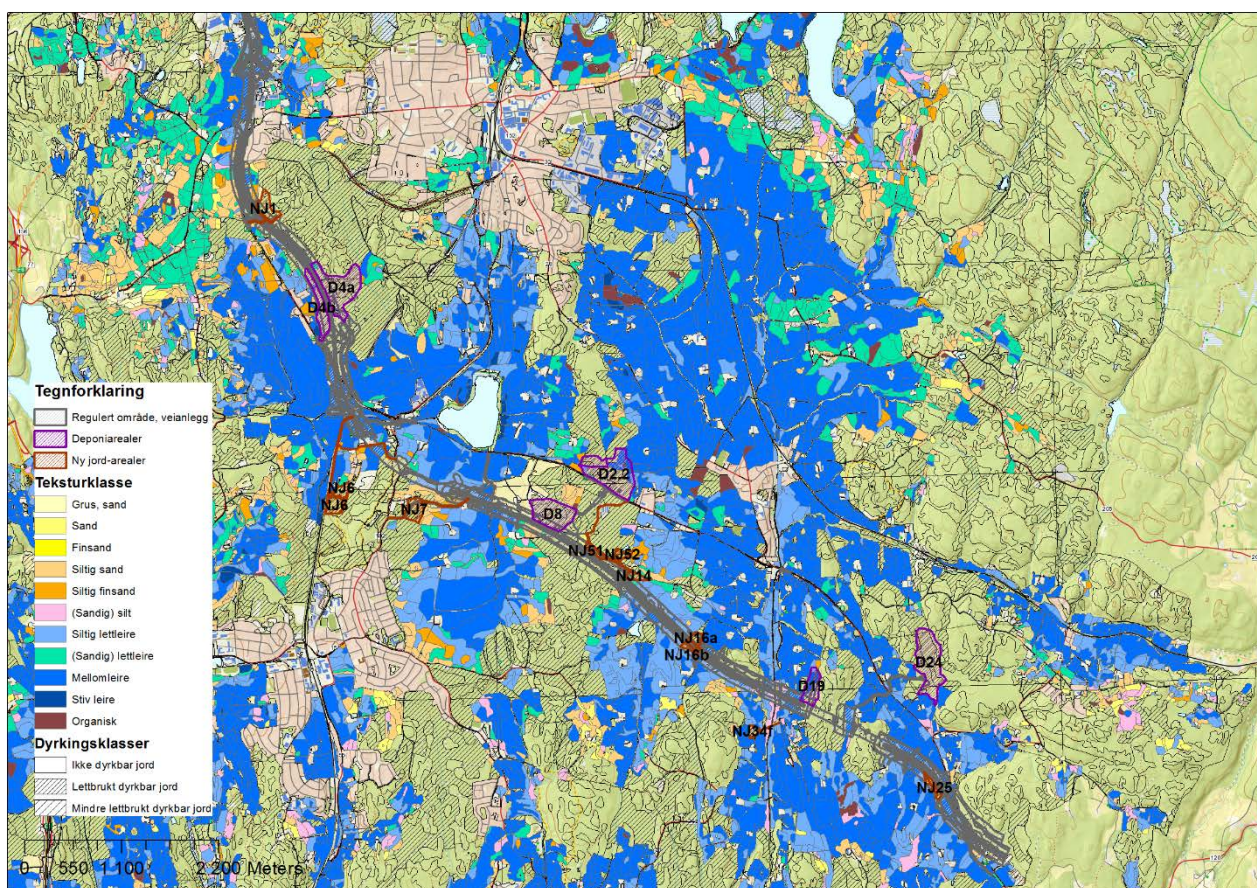 102
NJ1
D4a
D4b
NJ6
NJ6
NJ7
D2.2
D8
NJ51
NJ52
NJ14
NJ16a
NJ16b
D19
D24
NJ34f
NJ25
Tegnforklaring
Regulert område, veianlegg
Deponiarealer
Ny jord-arealer
Teksturklasse
Grus, sand
Sand
Finsand
Siltig sand
Siltig finsand
(Sandig) silt
Siltig lettleire
(Sandig) lettleire
Mellomleire
Stiv leire
Organisk
Dyrkingsklasser
Ikke dyrkbar jord
Lettbrukt dyrkbar jord
Mindre lettbrukt dyrkbar jord
0 550 1 100 2 200 Meters